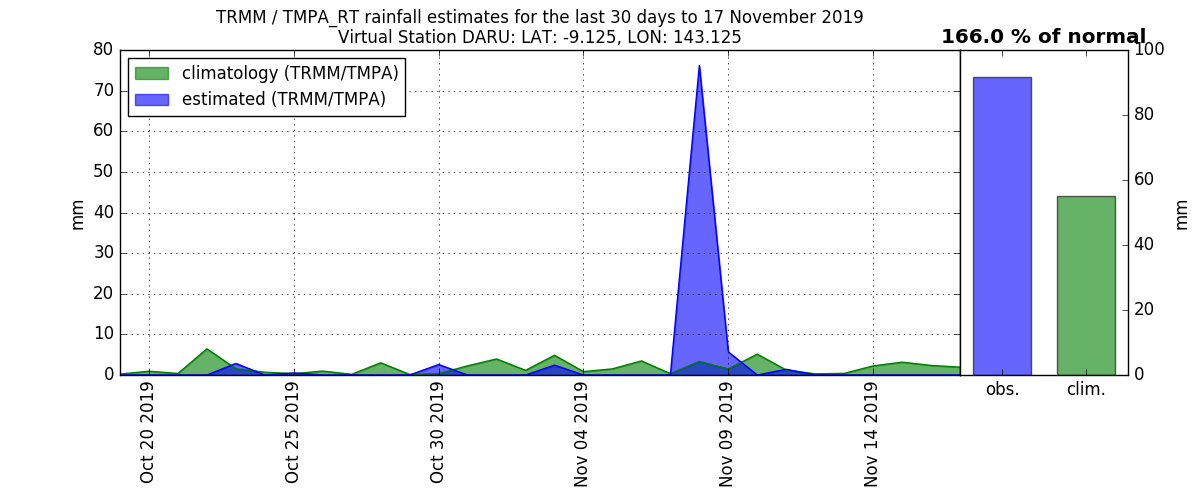 TRMM / TMPA_RT rainfall estimates for the last 30 days to 17 November 2019
Virtual Station DARU: LAT: -9.125, LON: 143.125
166.0 % of normal
climatology (TRMM/TMPA)
estimated (TRMM/TMPA)
80
70
60
50
40
30
20
10
0
mm
Oct 20 2019
Oct 25 2019
Oct 30 2019
Nov 04 2019
Nov 09 2019
Nov 14 2019
obs.
clim.
100
80
60
40
20
0
mm